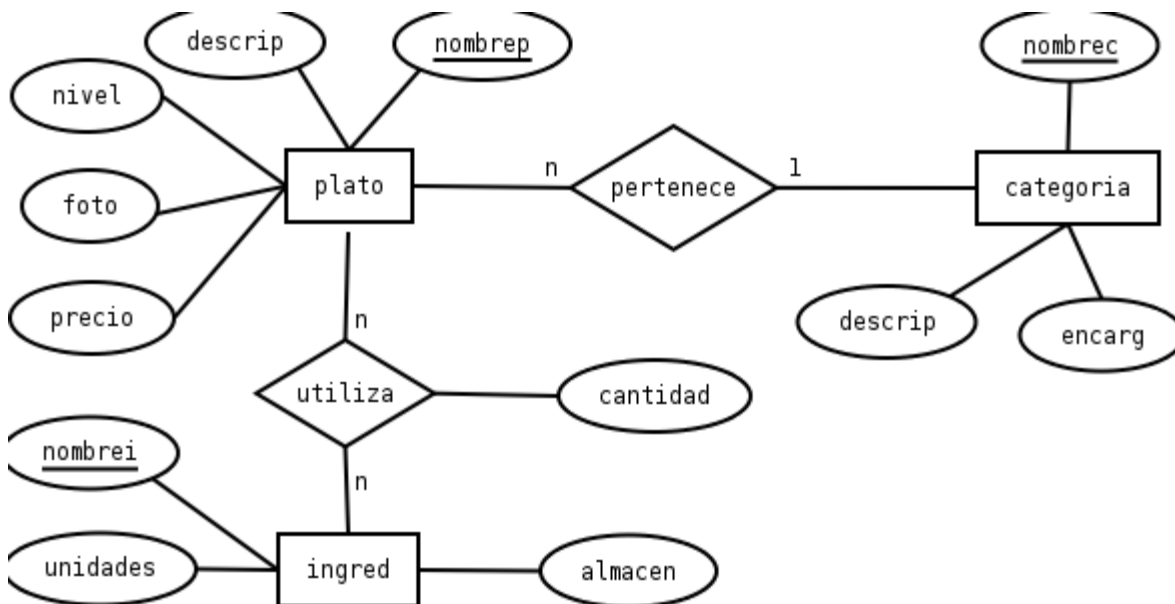 descrip
nombrep
nombrec
nivel
plato
n
pertenece
1
categoria
foto
precio
descrip
encarg
n
utiliza
cantidad
nombrei
n
unidades
ingred
almacen